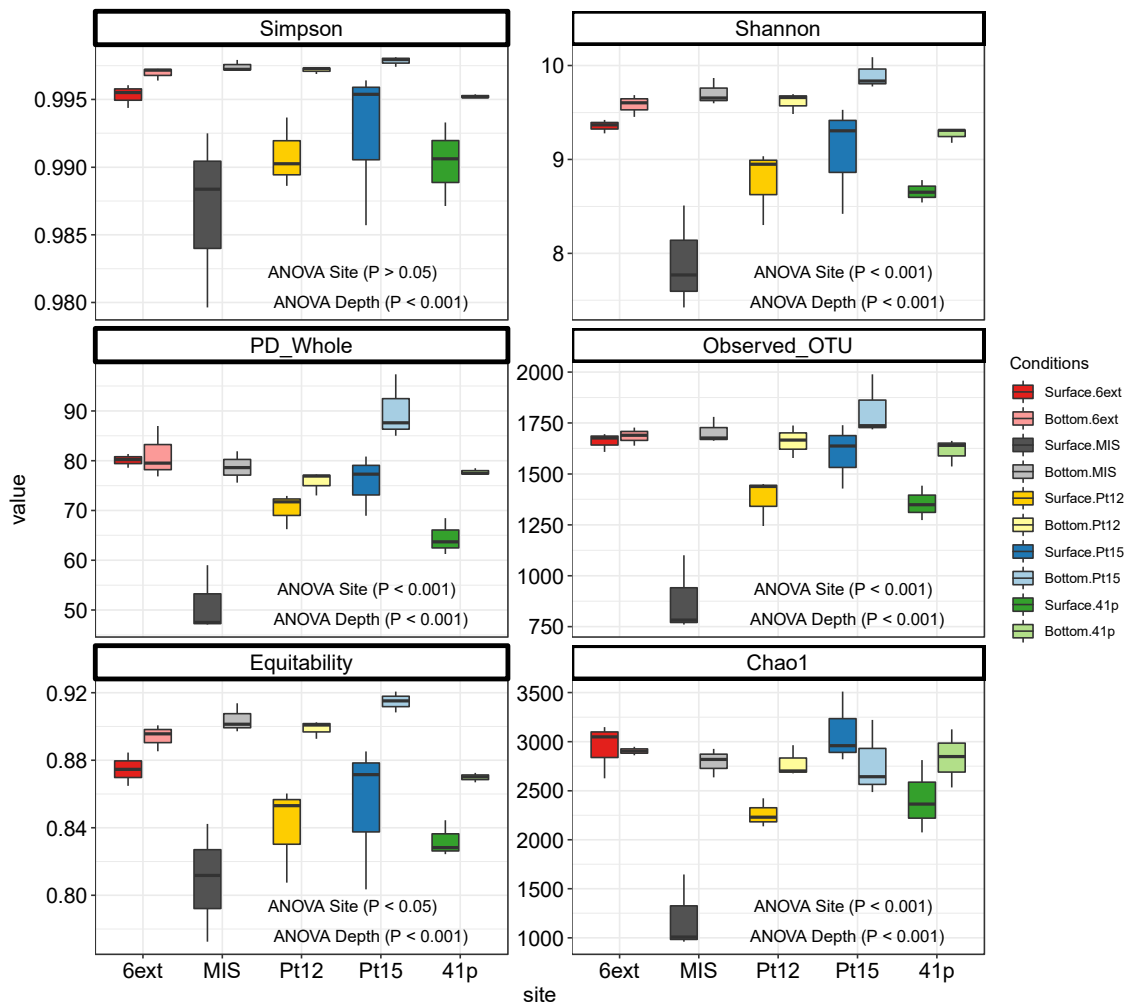 Simpson
Shannon
0.995
0.990
0.985
0.980
ANOVA Site (P > 0.05)
ANOVA Depth (P < 0.001)
10
9
8
ANOVA Site (P < 0.001)
ANOVA Depth (P < 0.001)
PD_Whole
Observed_OTU
90
80
70
60
50
ANOVA Site (P < 0.001)
ANOVA Depth (P < 0.001)
2000
1750
1500
1250
1000
750
ANOVA Site (P < 0.001)
ANOVA Depth (P < 0.001)
value
Equitability
Chao1
0.92
0.88
0.84
0.80
ANOVA Site (P < 0.05)
ANOVA Depth (P < 0.001)
3500
3000
2500
2000
1500
1000
ANOVA Site (P < 0.001)
ANOVA Depth (P < 0.001)
6ext MIS Pt12 Pt15 41p
6ext MIS Pt12 Pt15 41p
site
Conditions
Surface.6ext
Bottom.6ext
Surface.MIS
Bottom.MIS
Surface.Pt12
Bottom.Pt12
Surface.Pt15
Bottom.Pt15
Surface.41p
Bottom.41p